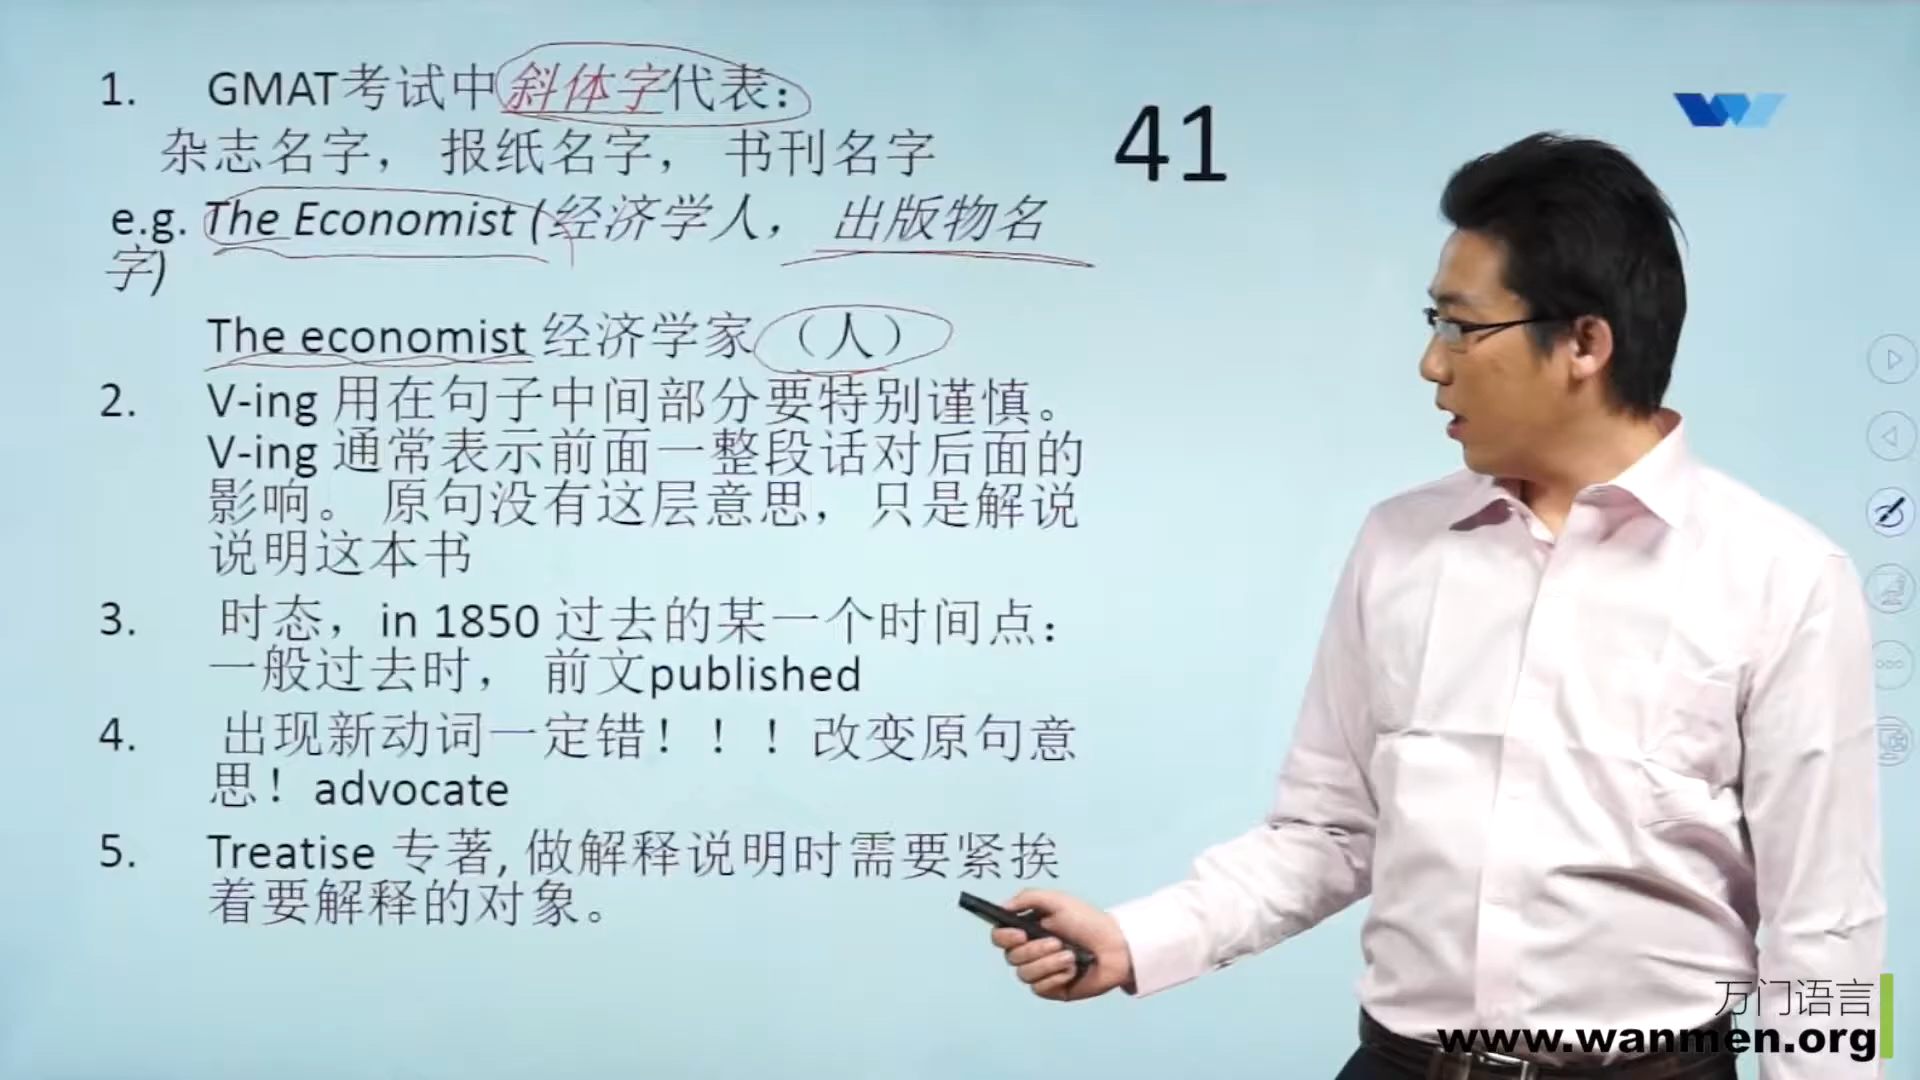 1. GMAT考试中斜体字代表：
杂志名字， 报纸名字， 书刊名字
e.g. The Economist (经济学人， 出版物名
字)
The economist 经济学家（人）
2. V-ing 用在句子中间部分要特别谨慎。
V-ing 通常表示前面一整段话对后面的
影响。 原句没有这层意思，只是解说
说明这本书
3. 时态，in 1850 过去的某一个时间点：
一般过去时， 前文published
4. 出现新动词一定错！！！改变原句意
思！advocate
5. Treatise 专著, 做解释说明时需要紧挨
着要解释的对象。
41
万门语言
www.wanmen.org